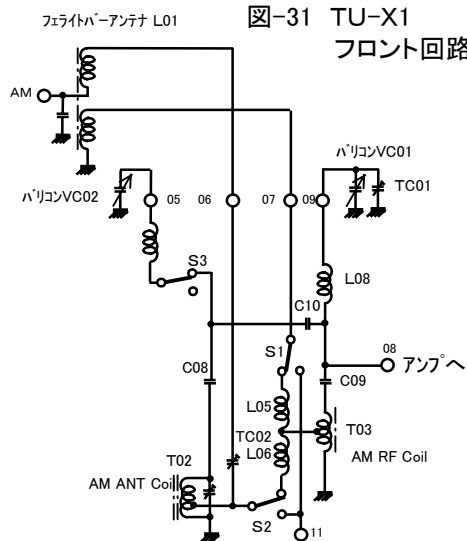 図-31 TU-X1
フロント回路
フェライトバーアンテナ L01
AM
バリコンVC01
TC01
バリコンVC02
05
06
07
09
L08
S3
C10
S1
08
アンプへ
C08
C09
L05
TC02
L06
T03
AM RF Coil
T02
AM ANT Coil
S2
11